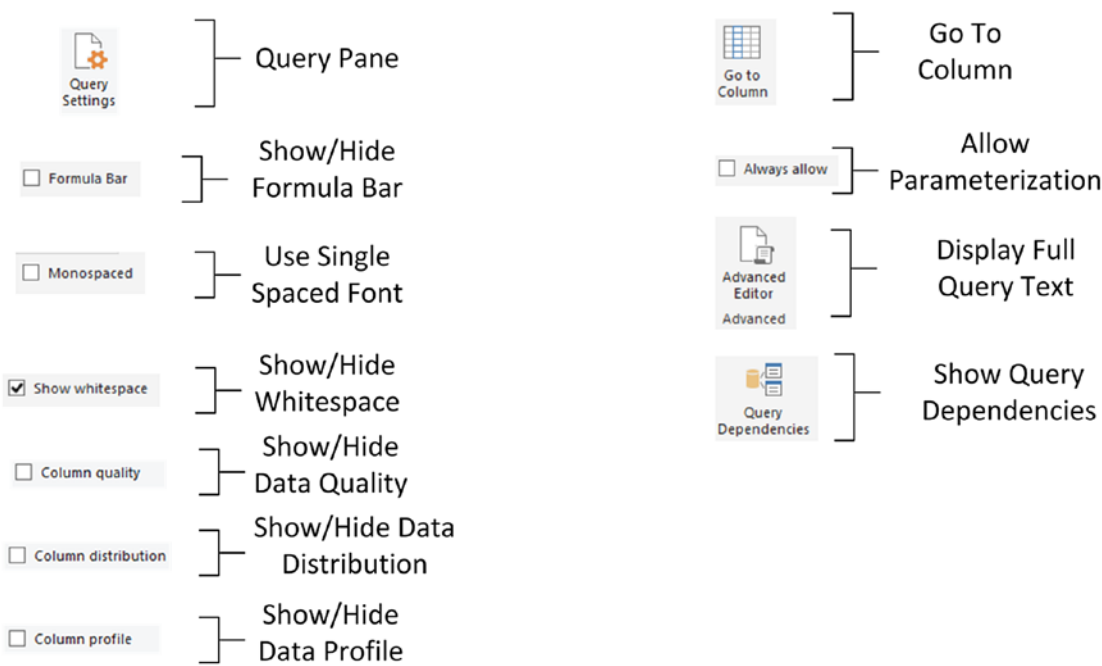 Query
Settings
Query Pane
Formula Bar
Show/Hide
Formula Bar
Monospaced
Use Single
Spaced Font
Show whitespace
Show/Hide
Whitespace
Column quality
Show/Hide
Data Quality
Column distribution
Show/Hide Data
Distribution
Column profile
Show/Hide
Data Profile
Go to
Column
Go To
Column
Always allow
Allow
Parameterization
Advanced
Editor
Advanced
Display Full
Query Text
Query
Dependencies
Show Query
Dependencies